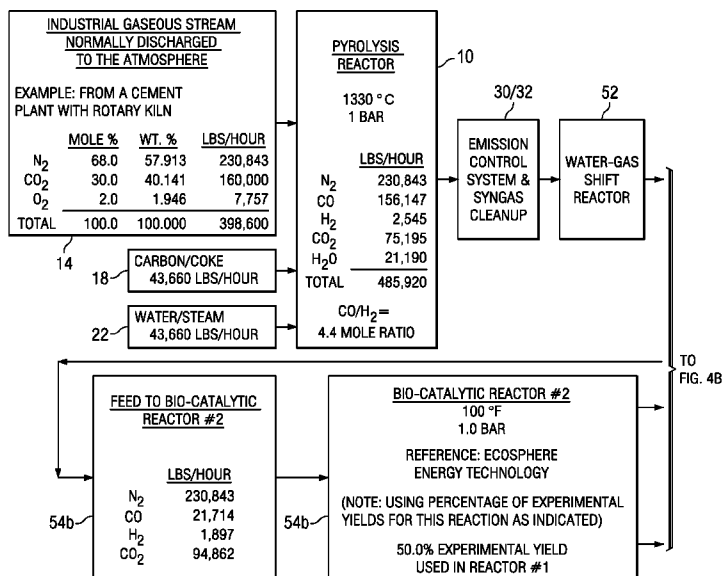 INDUSTRIAL GASEOUS STREAM
NORMALLY DISCHARGED
TO THE ATMOSPHERE
EXAMPLE: FROM A CEMENT
PLANT WITH ROTARY KILN
MOLE % WT. % LBS/HOUR
N2 68.0 57.913 230,843
CO2 30.0 40.141 160,000
O2 2.0 1.946 7,757
TOTAL 100.0 100.000 398,600
14
CARBON/COKE
43,660 LBS/HOUR
18
WATER/STEAM
43,660 LBS/HOUR
22
PYROLYSIS
REACTOR
10
1330 °C
1 BAR
LBS/HOUR
N2 230,843
CO 156,147
H2 2,545
CO2 75,195
H2O 21,190
TOTAL 485,920
CO/H2=
4.4 MOLE RATIO
30/32
EMISSION
CONTROL
SYSTEM &
SYNGAS
CLEANUP
52
WATER-GAS
SHIFT
REACTOR
TO
FIG. 4B
FEED TO BIO-CATALYTIC
REACTOR #2
LBS/HOUR
N2 230,843
CO 21,714
H2 1,897
CO2 94,862
54b
BIO-CATALYTIC REACTOR #2
100 °F
1.0 BAR
REFERENCE: ECOSPHERE
ENERGY TECHNOLOGY
(NOTE: USING PERCENTAGE OF EXPERIMENTAL
YIELDS FOR THIS REACTION AS INDICATED)
54b
50.0% EXPERIMENTAL YIELD
USED IN REACTOR #1